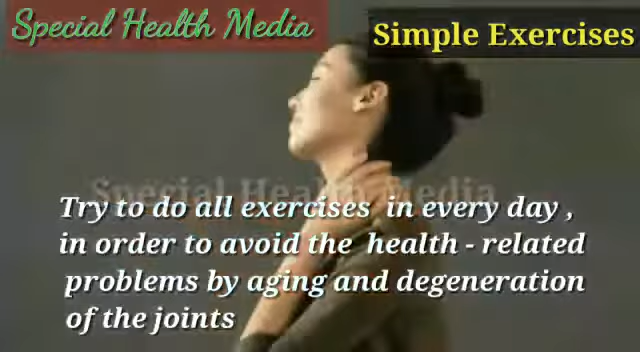 Special Health Media
Simple Exercises
Special Health Media
Try to do all exercises in every day ,
in order to avoid the health - related
problems by aging and degeneration
of the joints